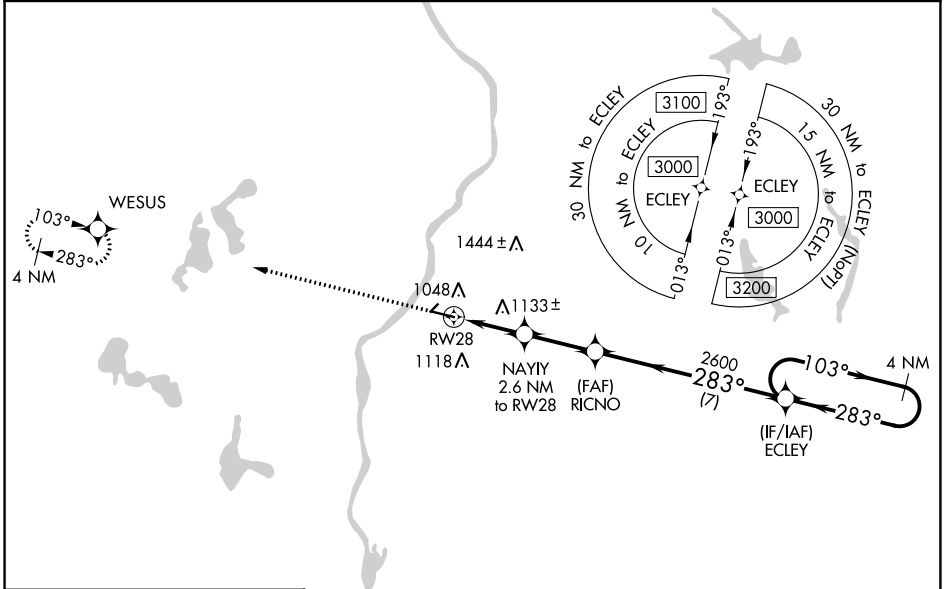 30 NM to ECLEY
3100
193°
10 NM to ECLEY
3000
ECLEY
013°
193°
30 NM to ECLEY (NoPT)
15 NM to ECLEY
ECLEY
3000
013°
3200
WESUS
103°
283°
4 NM
1444 ±
1048
1133 ±
RW28
1118
NAYIY
2.6 NM
to RW28
(FAF)
RICNO
2600
283°
(7)
103°
4 NM
283°
(IF/IAF)
ECLEY